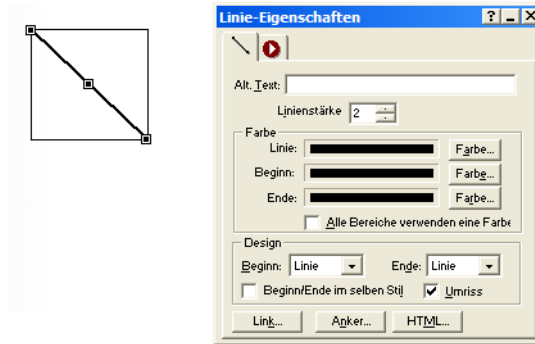 Linie-Eigenschaften
Alt. Text:
Linienstärke 2
Farbe
Linie: Farbe...
Beginn: Farbe...
Ende: Farbe...
Alle Bereiche verwenden eine Farbe
Design
Beginn: Linie Ende: Linie
Beginn/Ende im selben Stil Umriss
Link... Anker... HTML...